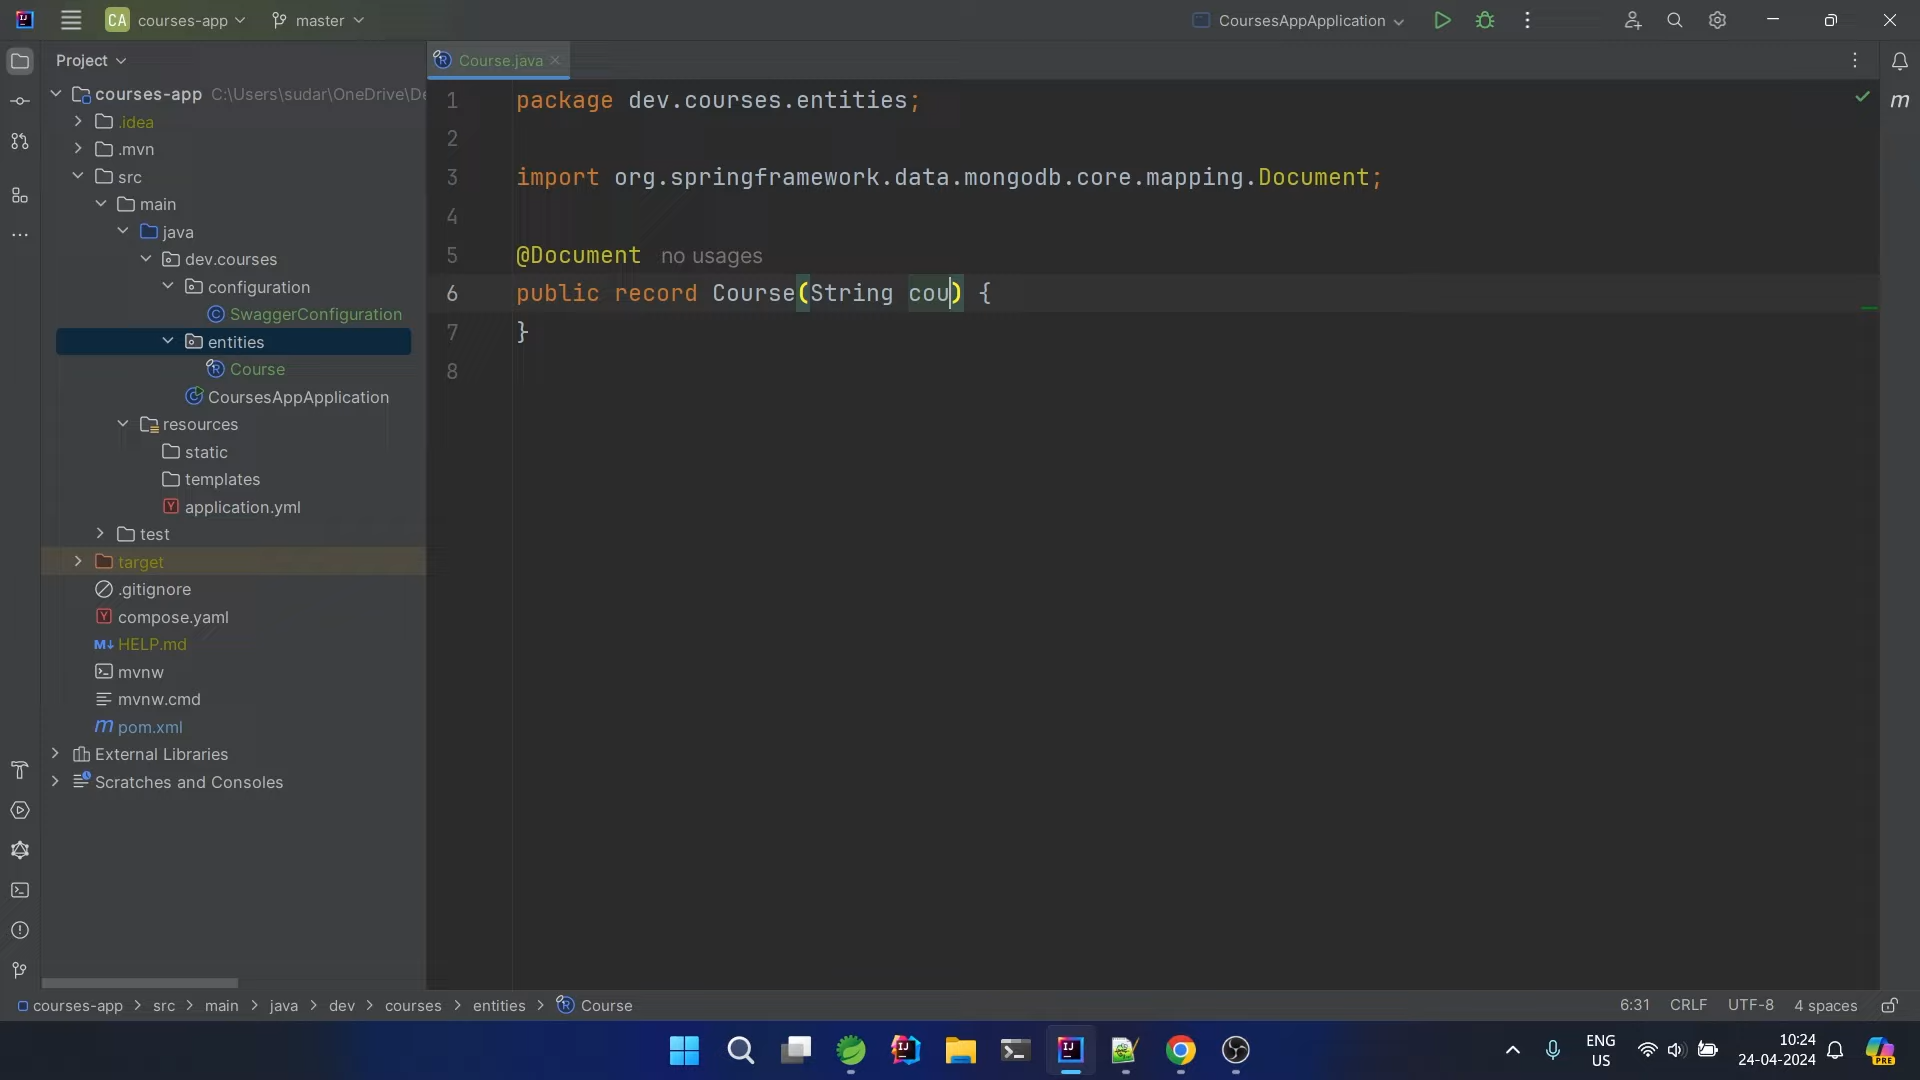 CA courses-app master CoursesAppApplication
Project
courses-app C:\Users\sudar\OneDrive\De
.idea
.mvn
src
main
java
dev.courses
configuration
SwaggerConfiguration
entities
Course
CoursesAppApplication
resources
static
templates
application.yml
test
target
.gitignore
compose.yaml
HELP.md
mvnw
mvnw.cmd
pom.xml
External Libraries
Scratches and Consoles
Course.java
1 package dev.courses.entities;
2
3 import org.springframework.data.mongodb.core.mapping.Document;
4
5 @Document no usages
6 public record Course(String cou) {
7 }
8
m
courses-app > src > main > java > dev > courses > entities > Course
6:31 CRLF UTF-8 4 spaces
ENG
US
10:24
24-04-2024
PRE